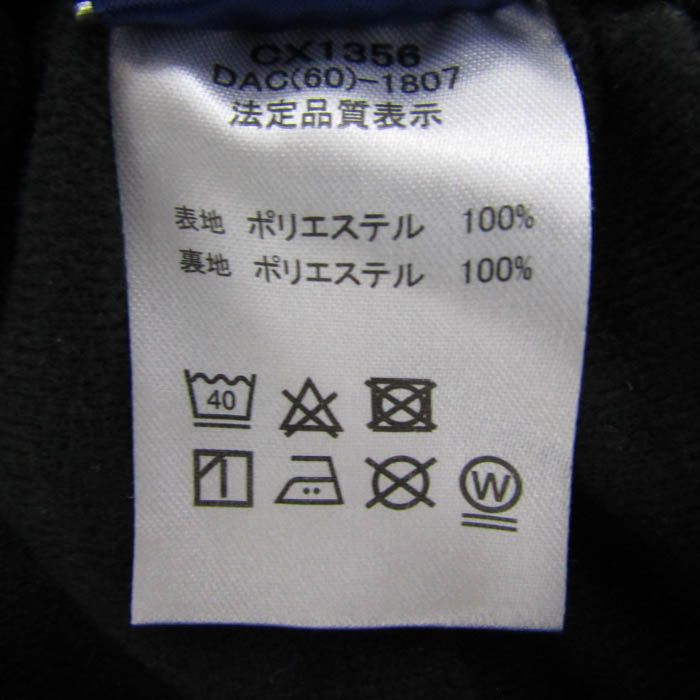 CX1356
DAC(60)-1807
法定品質表示
表地 ポリエステル 100%
裏地 ポリエステル 100%
40
W